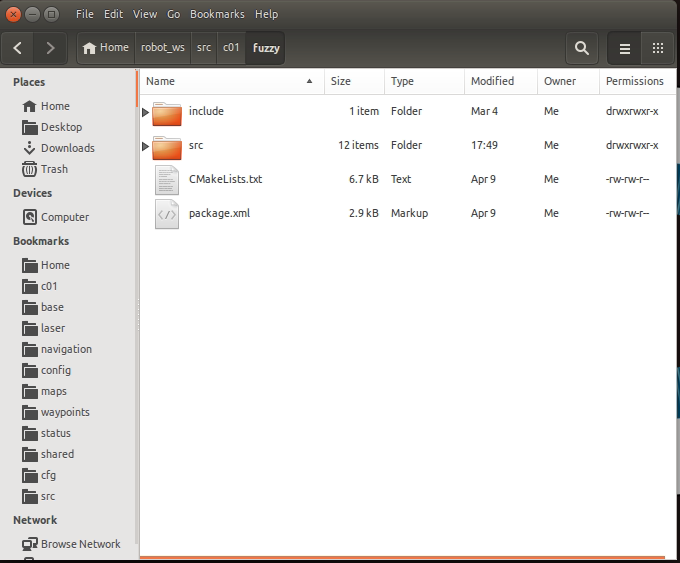 File Edit View Go Bookmarks Help
Home robot_ws src c01 fuzzy
Places
Home
Desktop
Downloads
Trash
Devices
Computer
Bookmarks
Home
c01
base
laser
navigation
config
maps
waypoints
status
shared
cfg
src
Network
Browse Network
Name Size Type Modified Owner Permissions
include 1 item Folder Mar 4 Me drwxrwxr-x
src 12 items Folder 17:49 Me drwxrwxr-x
CMakeLists.txt 6.7 kB Text Apr 9 Me -rw-rw-r--
package.xml 2.9 kB Markup Apr 9 Me -rw-rw-r--